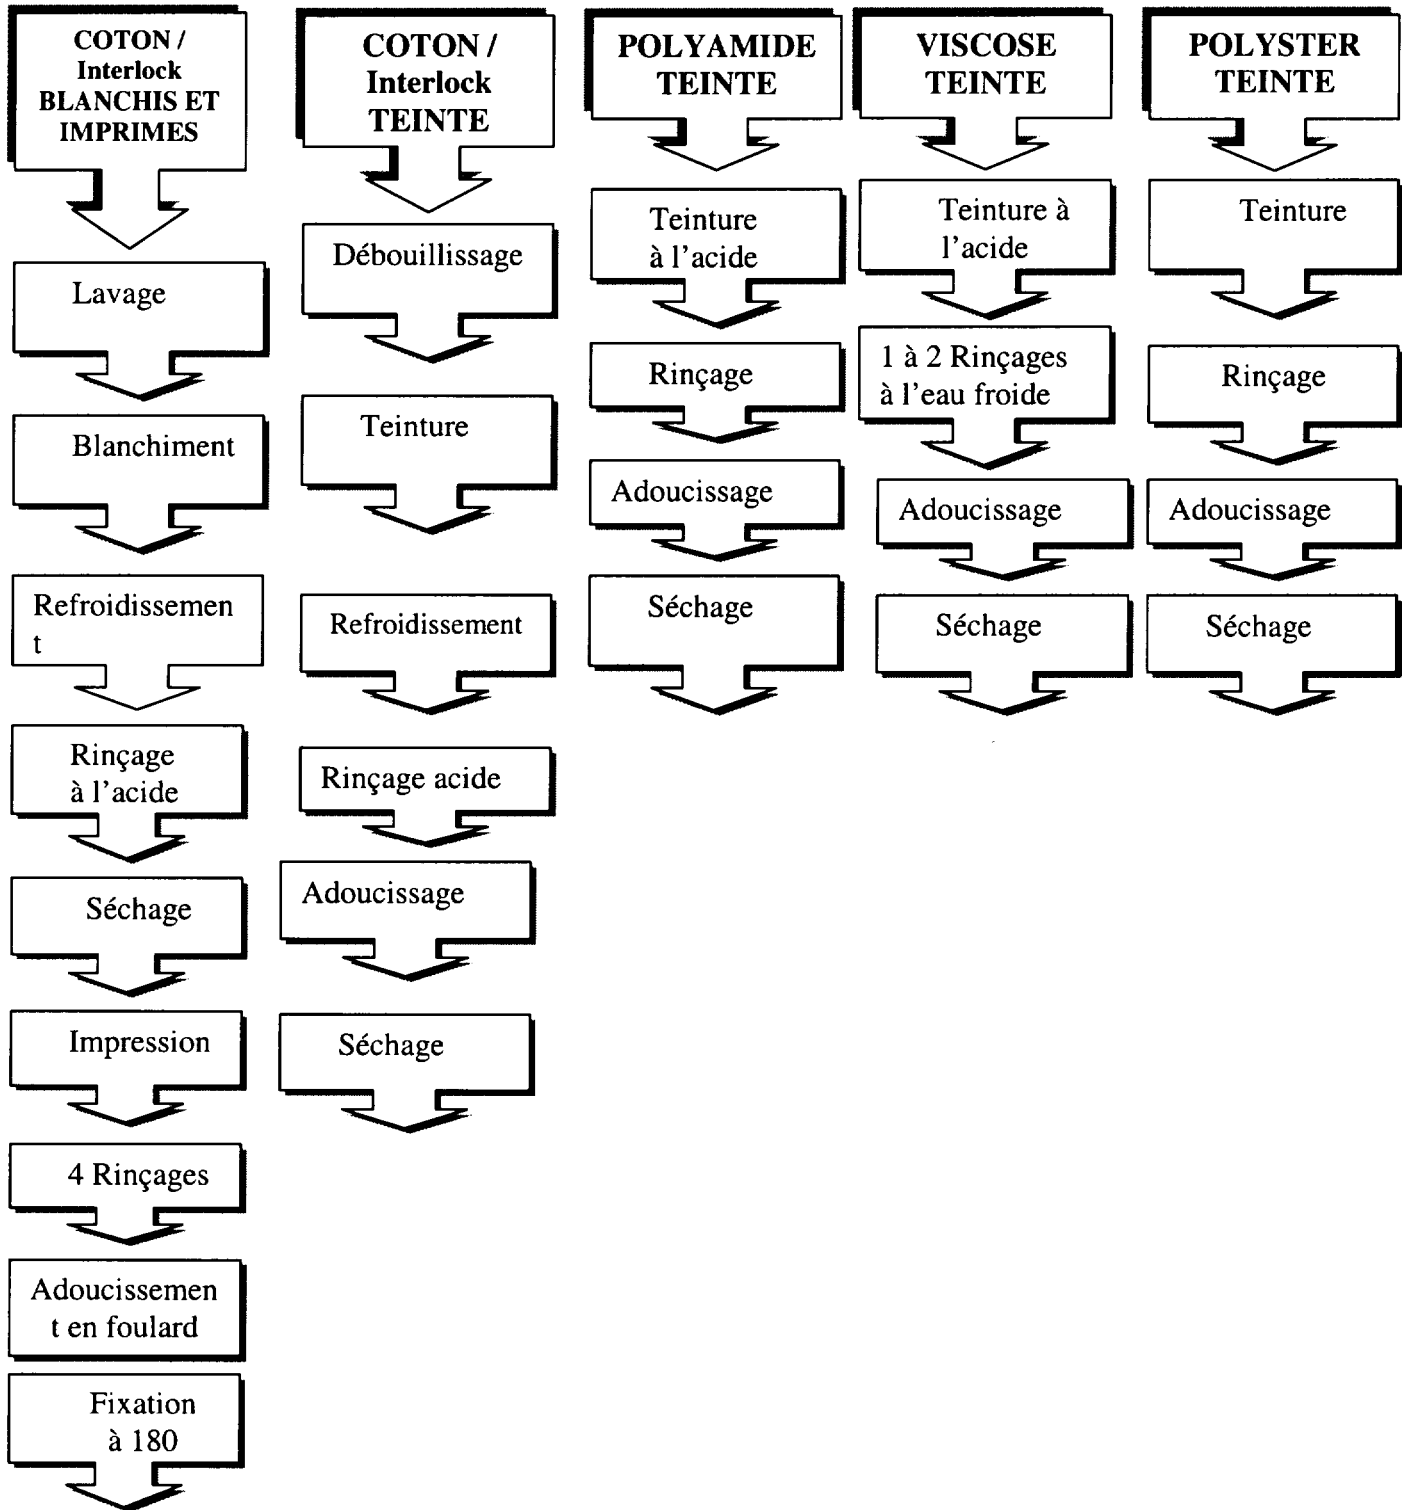 COTON /
Interlock
BLANCHIS ET
IMPRIMES
Lavage
Blanchiment
Refroidissemen
t
Rinçage
à l'acide
Séchage
Impression
4 Rinçages
Adoucissemen
t en foulard
Fixation
à 180
COTON /
Interlock
TEINTE
Débouillissage
Teinture
Refroidissement
Rinçage acide
Adoucissage
Séchage
POLYAMIDE
TEINTE
Teinture
à l'acide
Rinçage
Adoucissage
Séchage
VISCOSE
TEINTE
Teinture à
l'acide
1 à 2 Rinçages
à l'eau froide
Adoucissage
Séchage
POLYSTER
TEINTE
Teinture
Rinçage
Adoucissage
Séchage